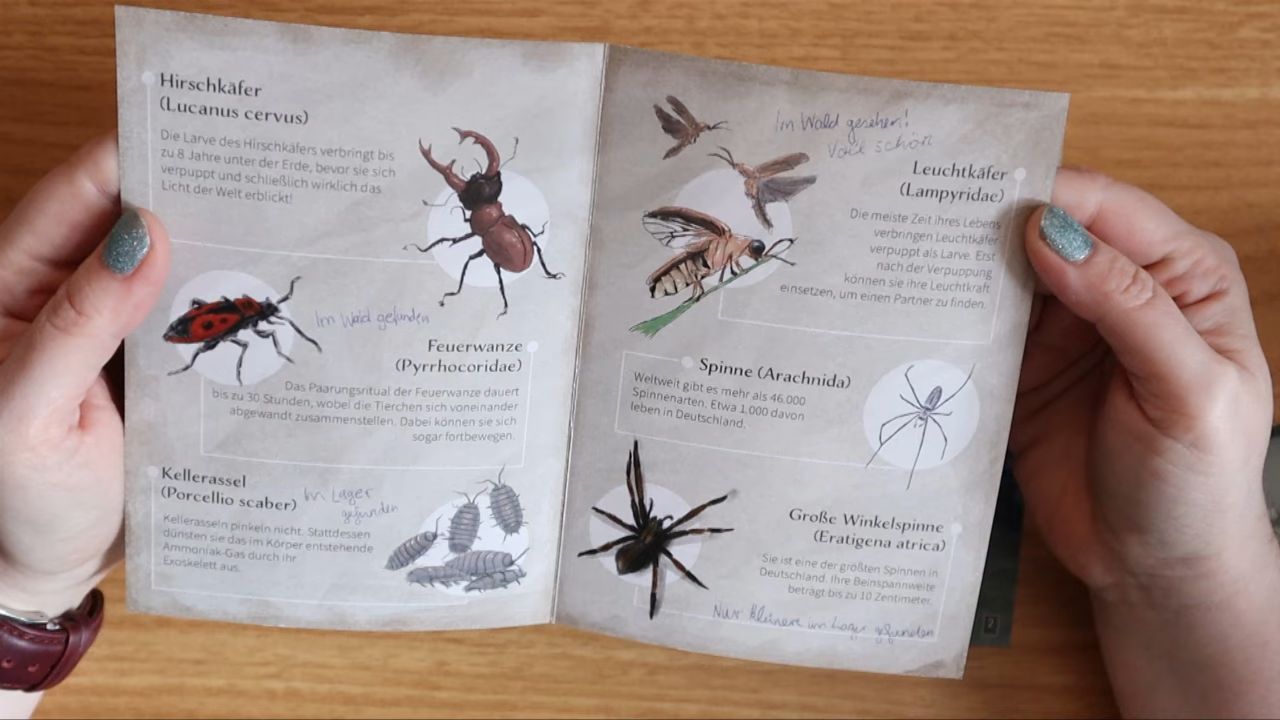 Hirschkäfer
(Lucanus cervus)
Die Larve des Hirschkäfers verbringt bis
zu 8 Jahre unter der Erde, bevor sie sich
verpuppt und schließlich wirklich das
Licht der Welt erblickt!
Im Wald gefunden
Feuerwanze
(Pyrrhocoridae)
Das Paarungsritual der Feuerwanze dauert
bis zu 30 Stunden, wobei die Tierchen sich voneinander
abgewandt zusammenstellen. Dabei können sie sich
sogar fortbewegen.
Kellerassel
(Porcellio scaber)
Im Lager
gefunden
Kellerasseln pinkeln nicht. Stattdessen
dünsten sie das im Körper entstehende
Ammoniak-Gas durch ihr
Exoskelett aus.
Im Wald gesehen!
Voll schön
Leuchtkäfer
(Lampyridae)
Die meiste Zeit ihres Lebens
verbringen Leuchtkäfer
verpuppt als Larve. Erst
nach der Verpuppung
können sie ihre Leuchtkraft
einsetzen, um einen Partner zu finden.
Spinne (Arachnida)
Weltweit gibt es mehr als 46.000
Spinnenarten. Etwa 1.000 davon
leben in Deutschland.
Große Winkelspinne
(Eratigena atrica)
Sie ist eine der größten Spinnen in
Deutschland. Ihre Beinspannweite
beträgt bis zu 10 Zentimeter.
Nur kleinere im Lager gefunden
2